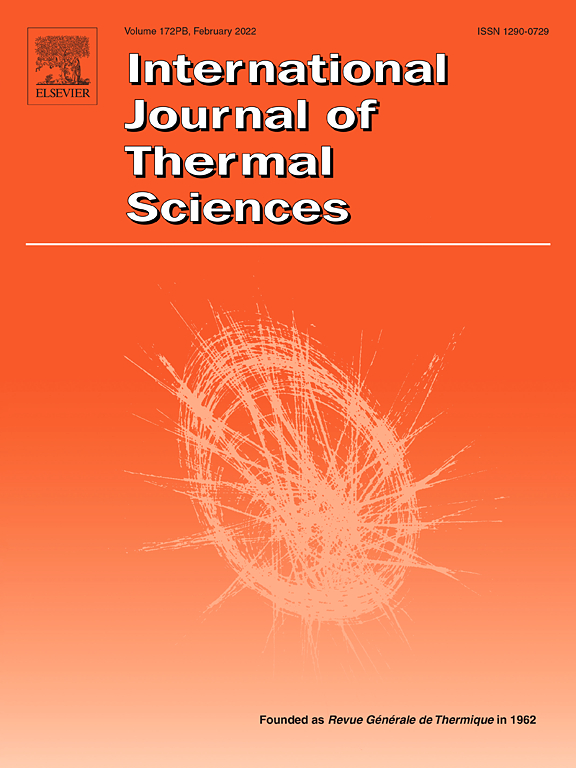 Volume 172PB, February 2022
ISSN 1290-0729
ELSEVIER
International
Journal of
Thermal
Sciences
Founded as Revue Générale de Thermique in 1962